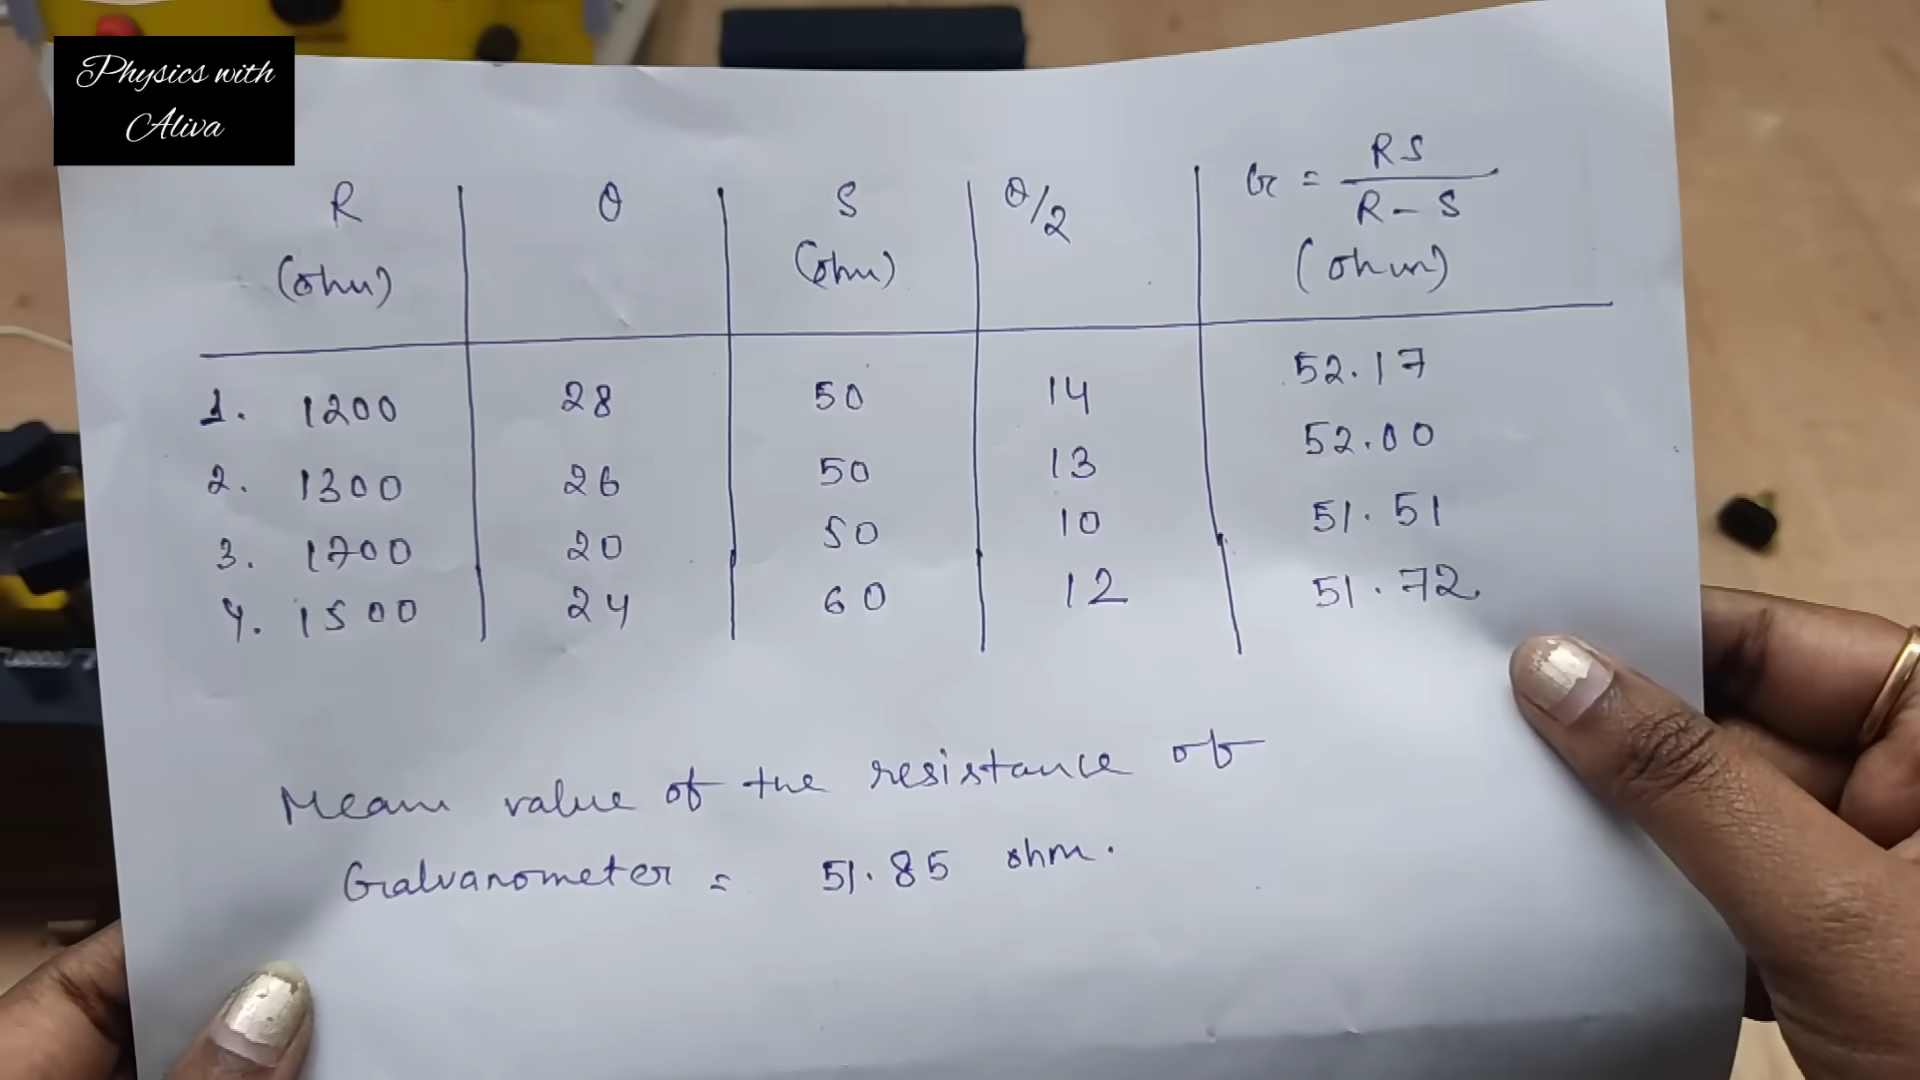 Physics with
Aliva
R θ S θ/2 G = RS / R - S
(ohm) (ohm) (ohm)
1. 1200 28 50 14 52.17
2. 1300 26 50 13 52.00
3. 1700 20 50 10 51.51
4. 1500 24 60 12 51.72
Mean value of the resistance of
Galvanometer = 51.85 ohm.